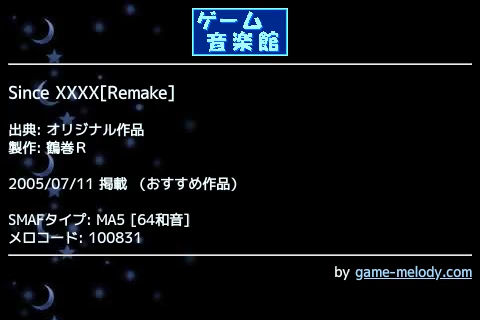 ゲーム
音楽館
Since XXXX[Remake]
出典: オリジナル作品
製作: 鶴巻Ｒ
2005/07/11 掲載 （おすすめ作品）
SMAFタイプ: MA5 [64和音]
メロコード: 100831
by game-melody.com